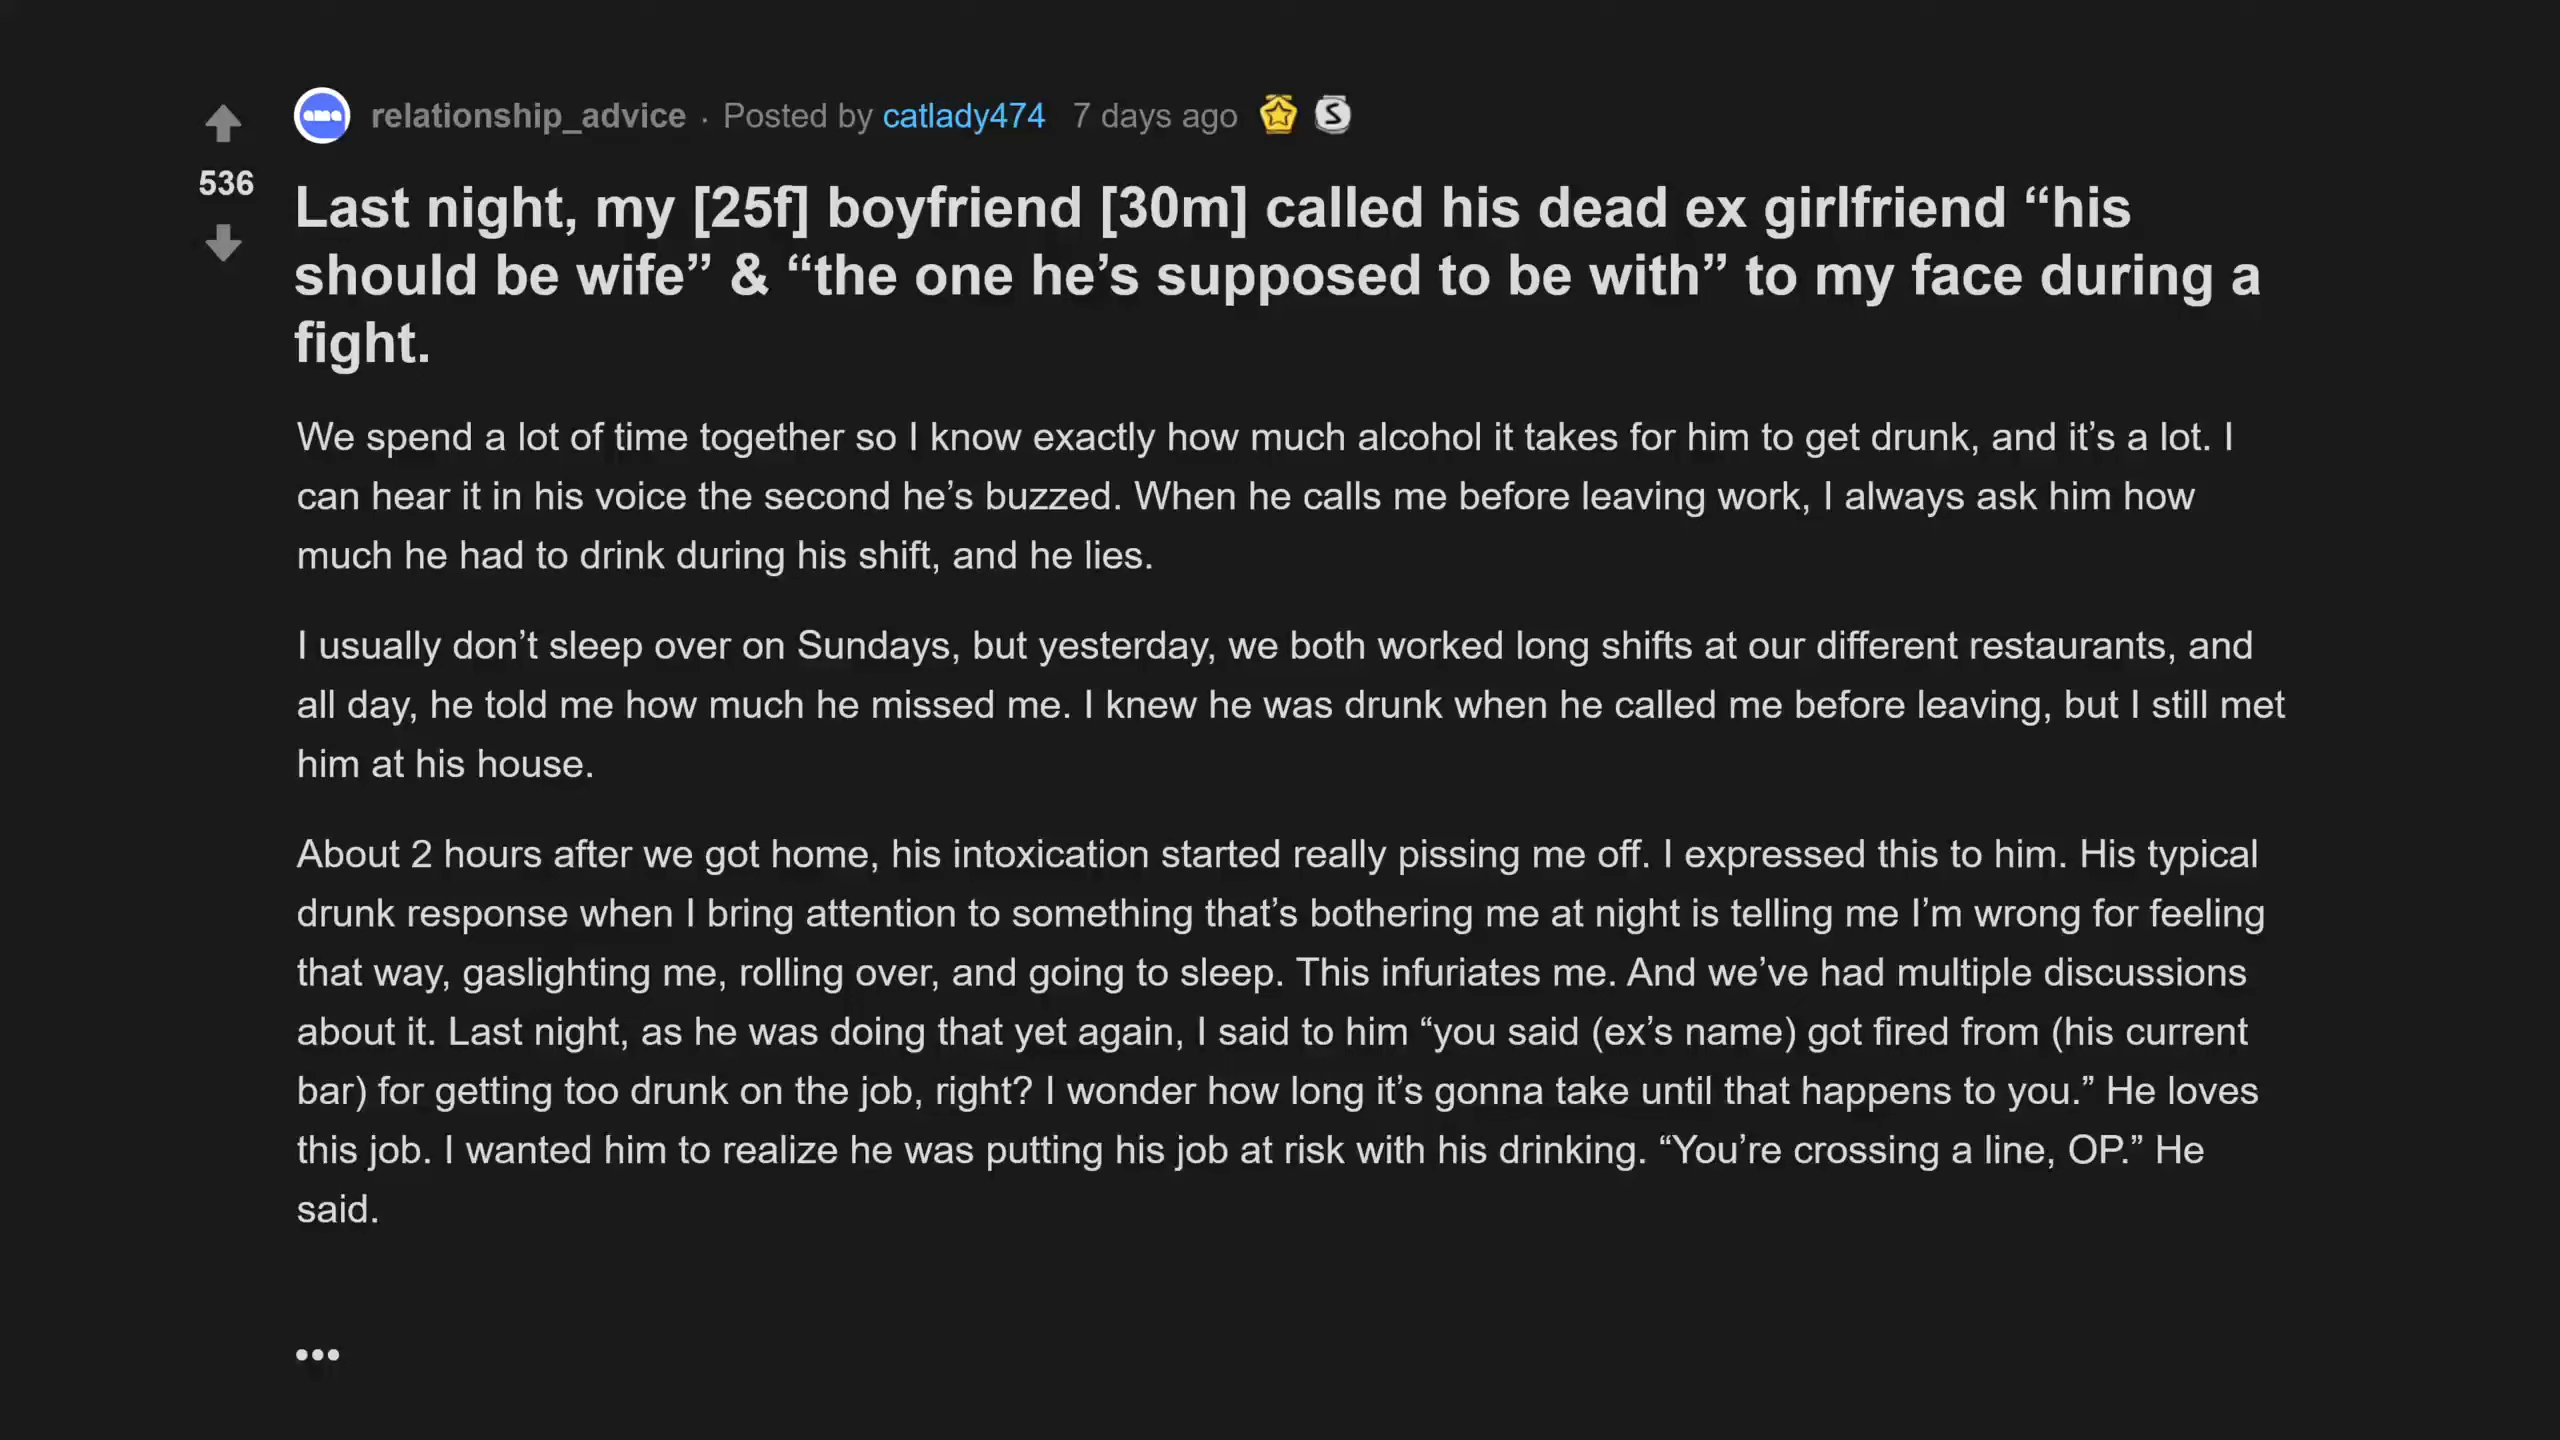 relationship_advice · Posted by catlady474 7 days ago
536
Last night, my [25f] boyfriend [30m] called his dead ex girlfriend “his
should be wife” & “the one he’s supposed to be with” to my face during a
fight.
We spend a lot of time together so I know exactly how much alcohol it takes for him to get drunk, and it’s a lot. I
can hear it in his voice the second he’s buzzed. When he calls me before leaving work, I always ask him how
much he had to drink during his shift, and he lies.
I usually don’t sleep over on Sundays, but yesterday, we both worked long shifts at our different restaurants, and
all day, he told me how much he missed me. I knew he was drunk when he called me before leaving, but I still met
him at his house.
About 2 hours after we got home, his intoxication started really pissing me off. I expressed this to him. His typical
drunk response when I bring attention to something that’s bothering me at night is telling me I’m wrong for feeling
that way, gaslighting me, rolling over, and going to sleep. This infuriates me. And we’ve had multiple discussions
about it. Last night, as he was doing that yet again, I said to him “you said (ex’s name) got fired from (his current
bar) for getting too drunk on the job, right? I wonder how long it’s gonna take until that happens to you.” He loves
this job. I wanted him to realize he was putting his job at risk with his drinking. “You’re crossing a line, OP.” He
said.
•••